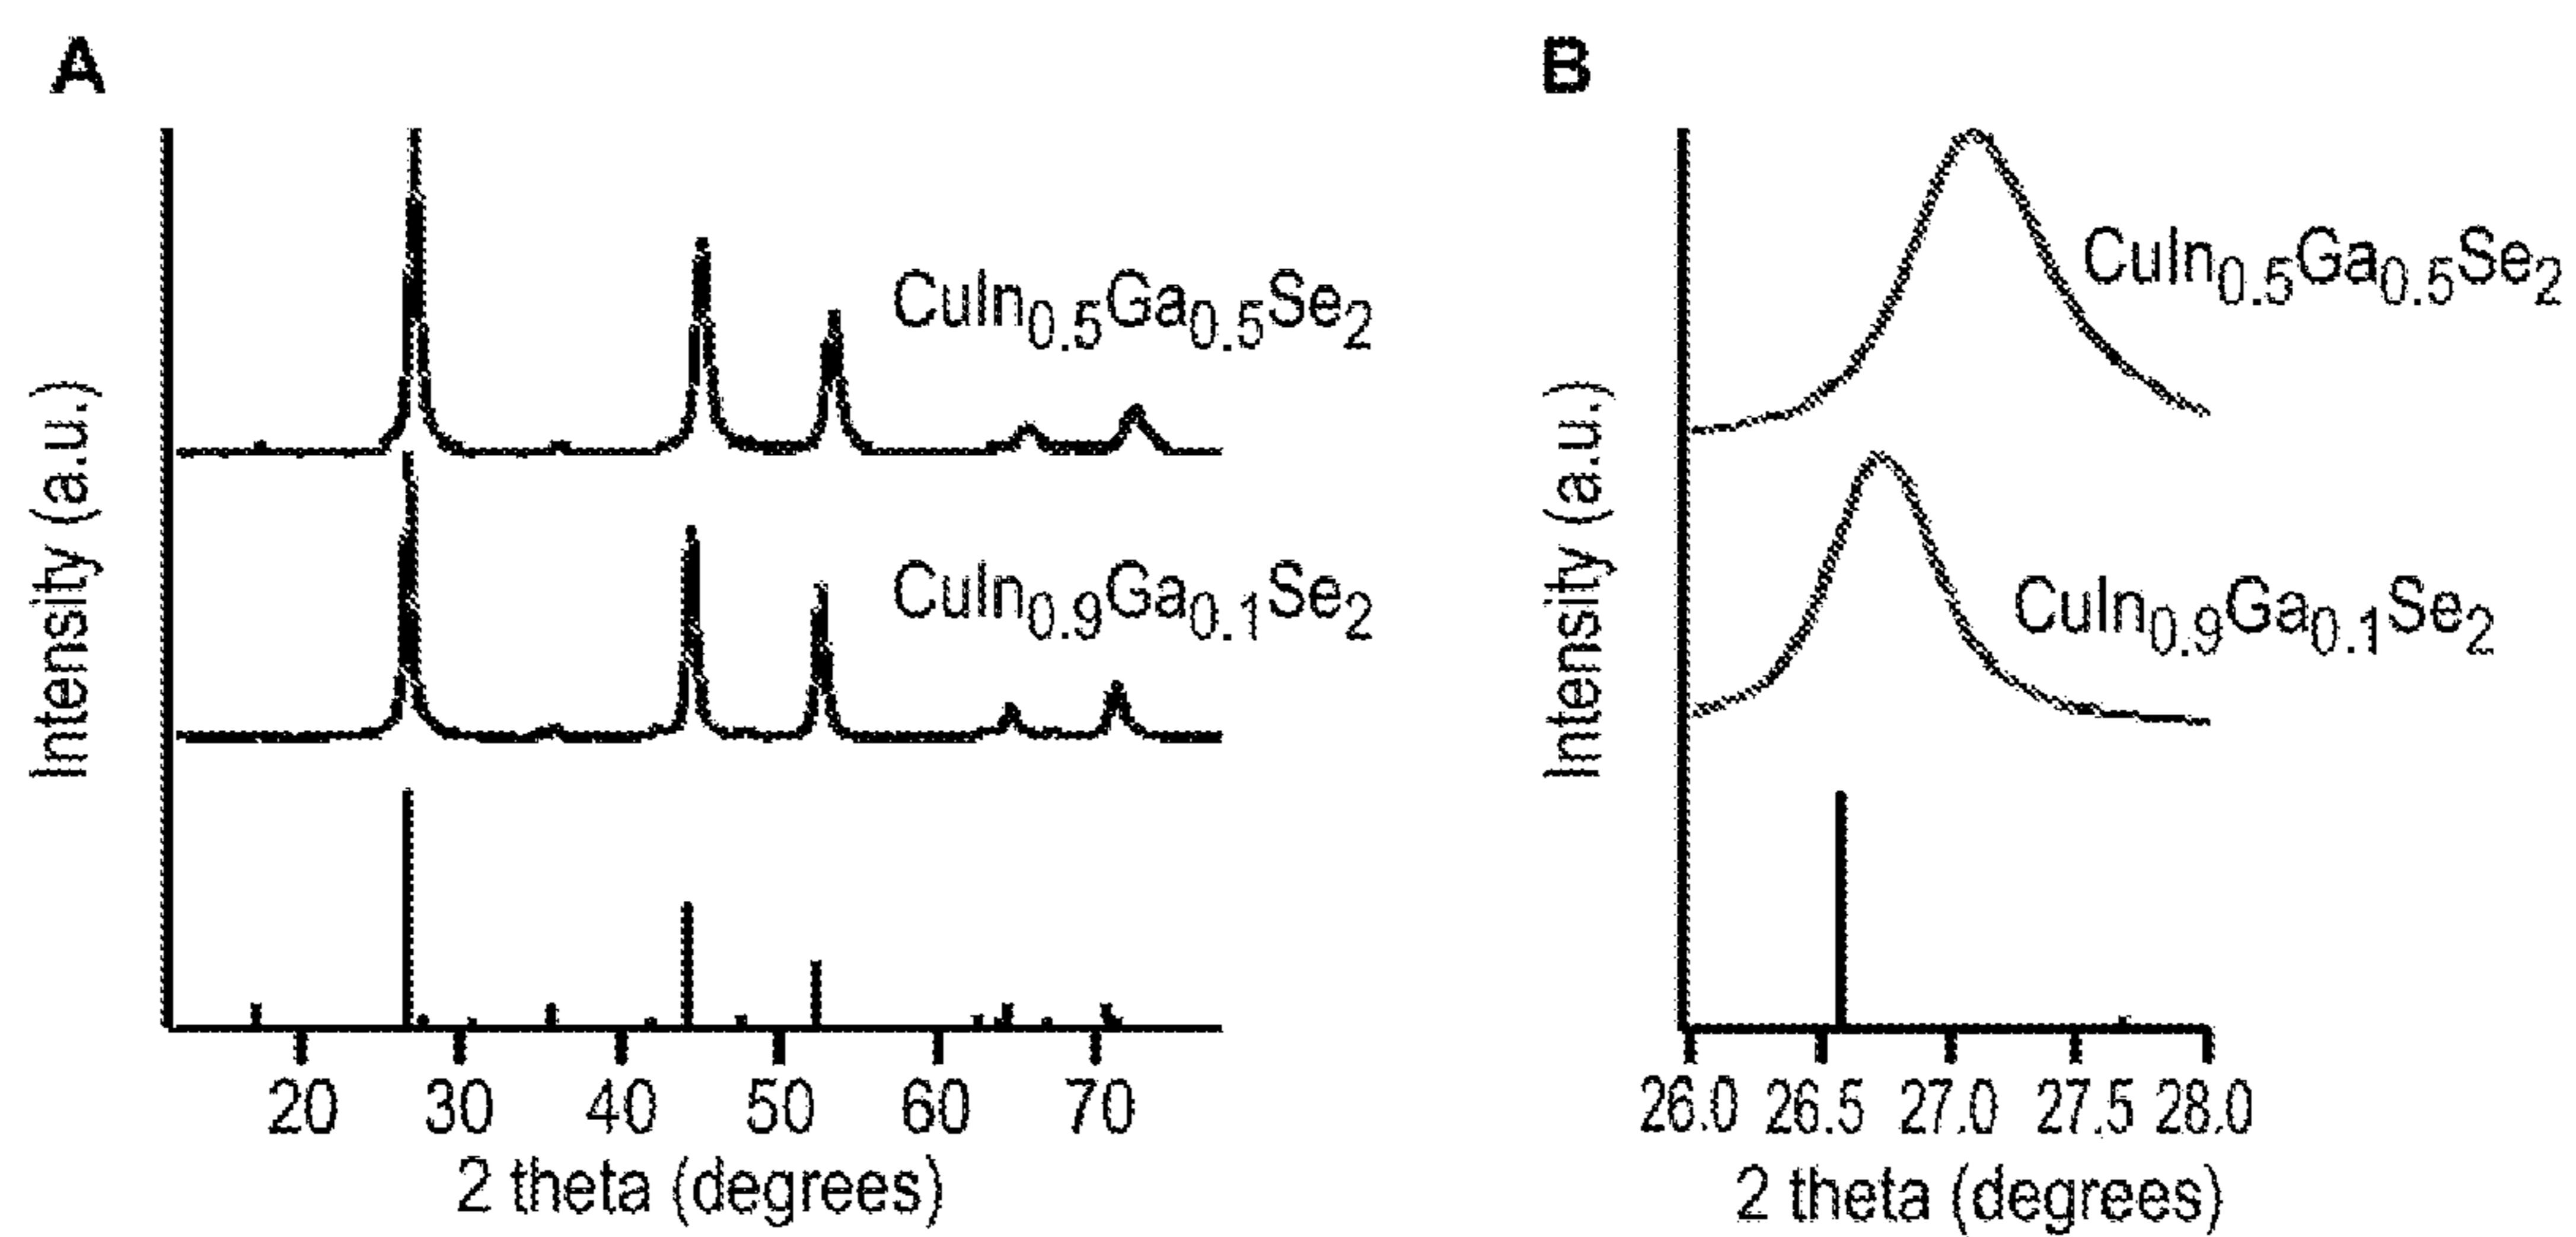 A
Intensity (a.u.)
CuIn0.5Ga0.5Se2
CuIn0.9Ga0.1Se2
20 30 40 50 60 70
2 theta (degrees)
B
Intensity (a.u.)
CuIn0.5Ga0.5Se2
CuIn0.9Ga0.1Se2
26.0 26.5 27.0 27.5 28.0
2 theta (degrees)